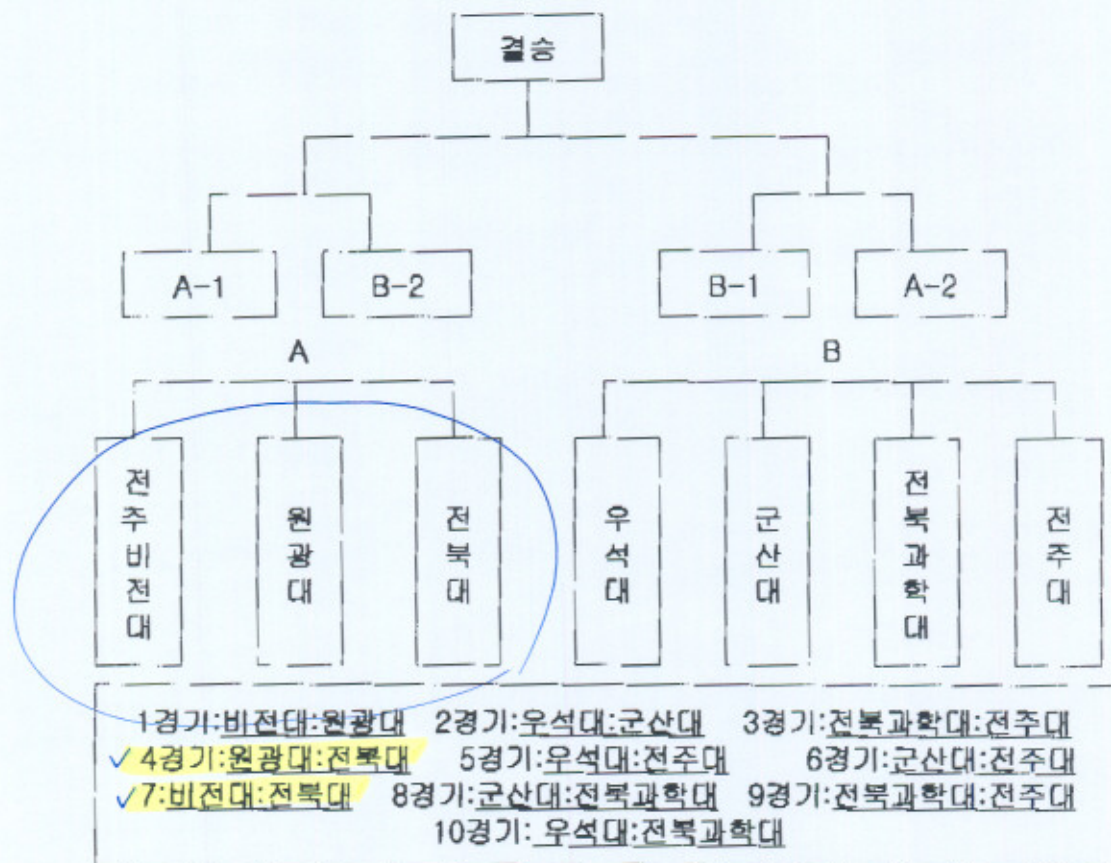 결승
A-1 B-2 B-1 A-2
A B
전주비전대 원광대 전북대 우석대 군산대 전북과학대 전주대
1경기:비전대:원광대 2경기:우석대:군산대 3경기:전북과학대:전주대
4경기:원광대:전북대 5경기:우석대:전주대 6경기:군산대:전주대
7:비전대:전북대 8경기:군산대:전북과학대 9경기:전북과학대:전주대
10경기: 우석대:전북과학대